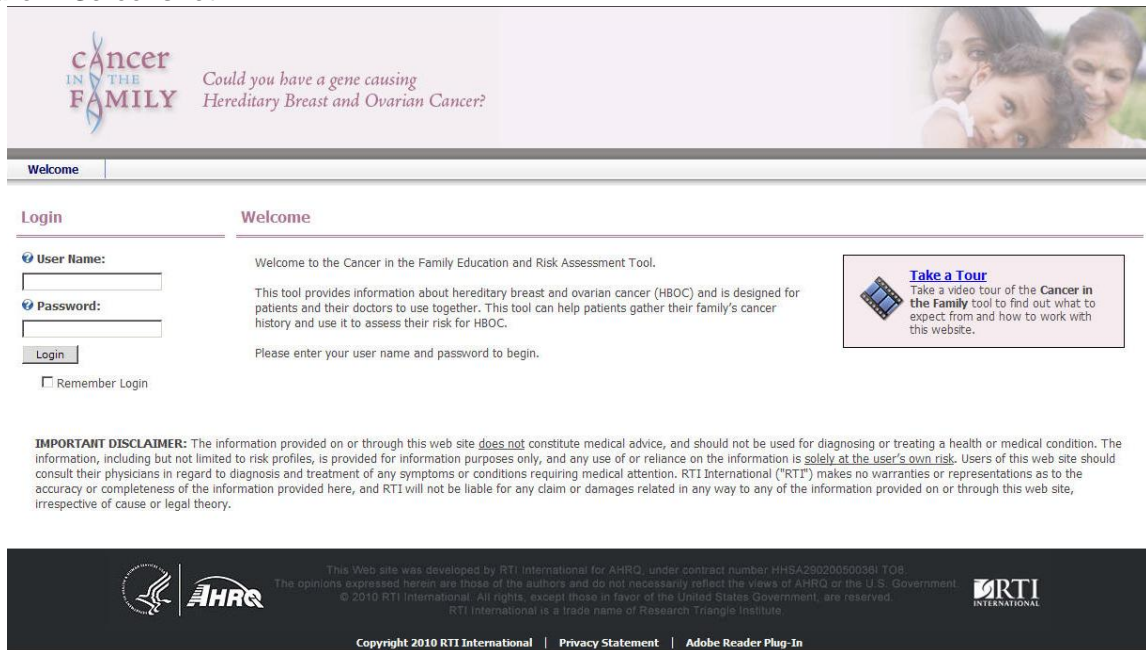 cancer
IN THE
FAMILY
Could you have a gene causing
Hereditary Breast and Ovarian Cancer?
Welcome
Login
User Name:
Password:
Login
Remember Login
Welcome
Welcome to the Cancer in the Family Education and Risk Assessment Tool.
This tool provides information about hereditary breast and ovarian cancer (HBOC) and is designed for
patients and their doctors to use together. This tool can help patients gather their family's cancer
history and use it to assess their risk for HBOC.
Please enter your user name and password to begin.
Take a Tour
Take a video tour of the Cancer in
the Family tool to find out what to
expect from and how to work with
this website.
IMPORTANT DISCLAIMER: The information provided on or through this web site does not constitute medical advice, and should not be used for diagnosing or treating a health or medical condition. The
information, including but not limited to risk profiles, is provided for information purposes only, and any use of or reliance on the information is solely at the user's own risk. Users of this web site should
consult their physicians in regard to diagnosis and treatment of any symptoms or conditions requiring medical attention. RTI International ("RTI") makes no warranties or representations as to the
accuracy or completeness of the information provided here, and RTI will not be liable for any claim or damages related in any way to any of the information provided on or through this web site,
irrespective of cause or legal theory.
AHRQ
This Web site was developed by RTI International for AHRQ, under contract number
The opinions expressed herein are those of the authors and do not necessarily reflect the views of AHRQ or the U.S. Government.
© 2010 RTI International. All rights, except those in favor of the United States Government, are reserved.
RTI International is a trade name of Research Triangle Institute.
RTI
INTERNATIONAL
Copyright 2010 RTI International | Privacy Statement | Adobe Reader Plug-In